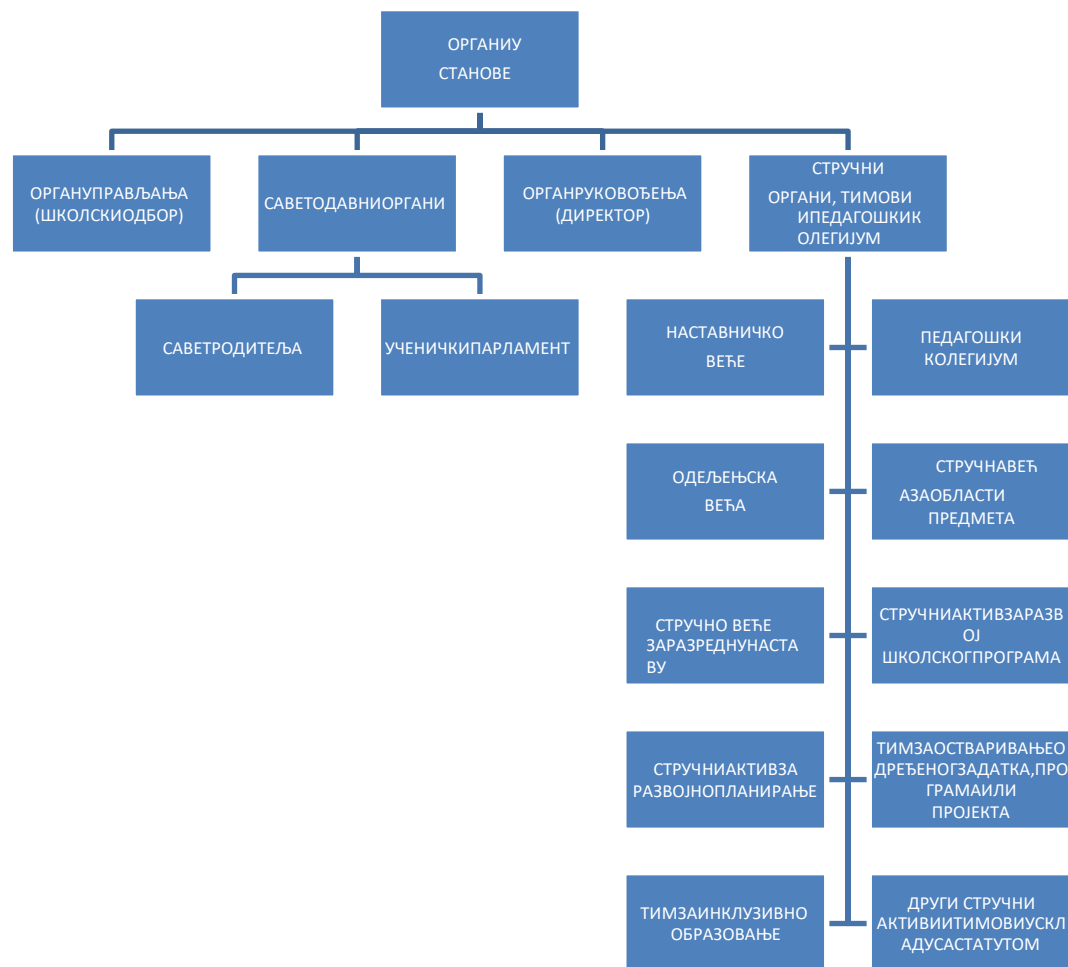 ОРГАНИУ
СТАНОВЕ
ОРГАНУПРАВЉАЊА
(ШКОЛСКИОДБОР)
САВЕТОДАВНИОРГАНИ
ОРГАНРУКОВОЂЕЊА
(ДИРЕКТОР)
СТРУЧНИ
ОРГАНИ, ТИМОВИ
ИПЕДАГОШКИК
ОЛЕГИЈУМ
САВЕТРОДИТЕЉА
УЧЕНИЧКИПАРЛАМЕНТ
НАСТАВНИЧКО
ВЕЋЕ
ПЕДАГОШКИ
КОЛЕГИЈУМ
ОДЕЉЕЊСКА
ВЕЋА
СТРУЧНАВЕЋ
АЗАОБЛАСТИ
ПРЕДМЕТА
СТРУЧНО ВЕЋЕ
ЗАРАЗРЕДНУНАСТА
ВУ
СТРУЧНИАКТИВЗАРАЗВ
ОЈ
ШКОЛСКОГПРОГРАМА
СТРУЧНИАКТИВЗА
РАЗВОЈНОПЛАНИРАЊЕ
ТИМЗАОСТВАРИВАЊЕО
ДРЕЂЕНОГЗАДАТКА,ПРО
ГРАМАИЛИ
ПРОЈЕКТА
ТИМЗАИНКЛУЗИВНО
ОБРАЗОВАЊЕ
ДРУГИ СТРУЧНИ
АКТИВИИТИМОВИУСКЛ
АДУСАСТАТУТОМ